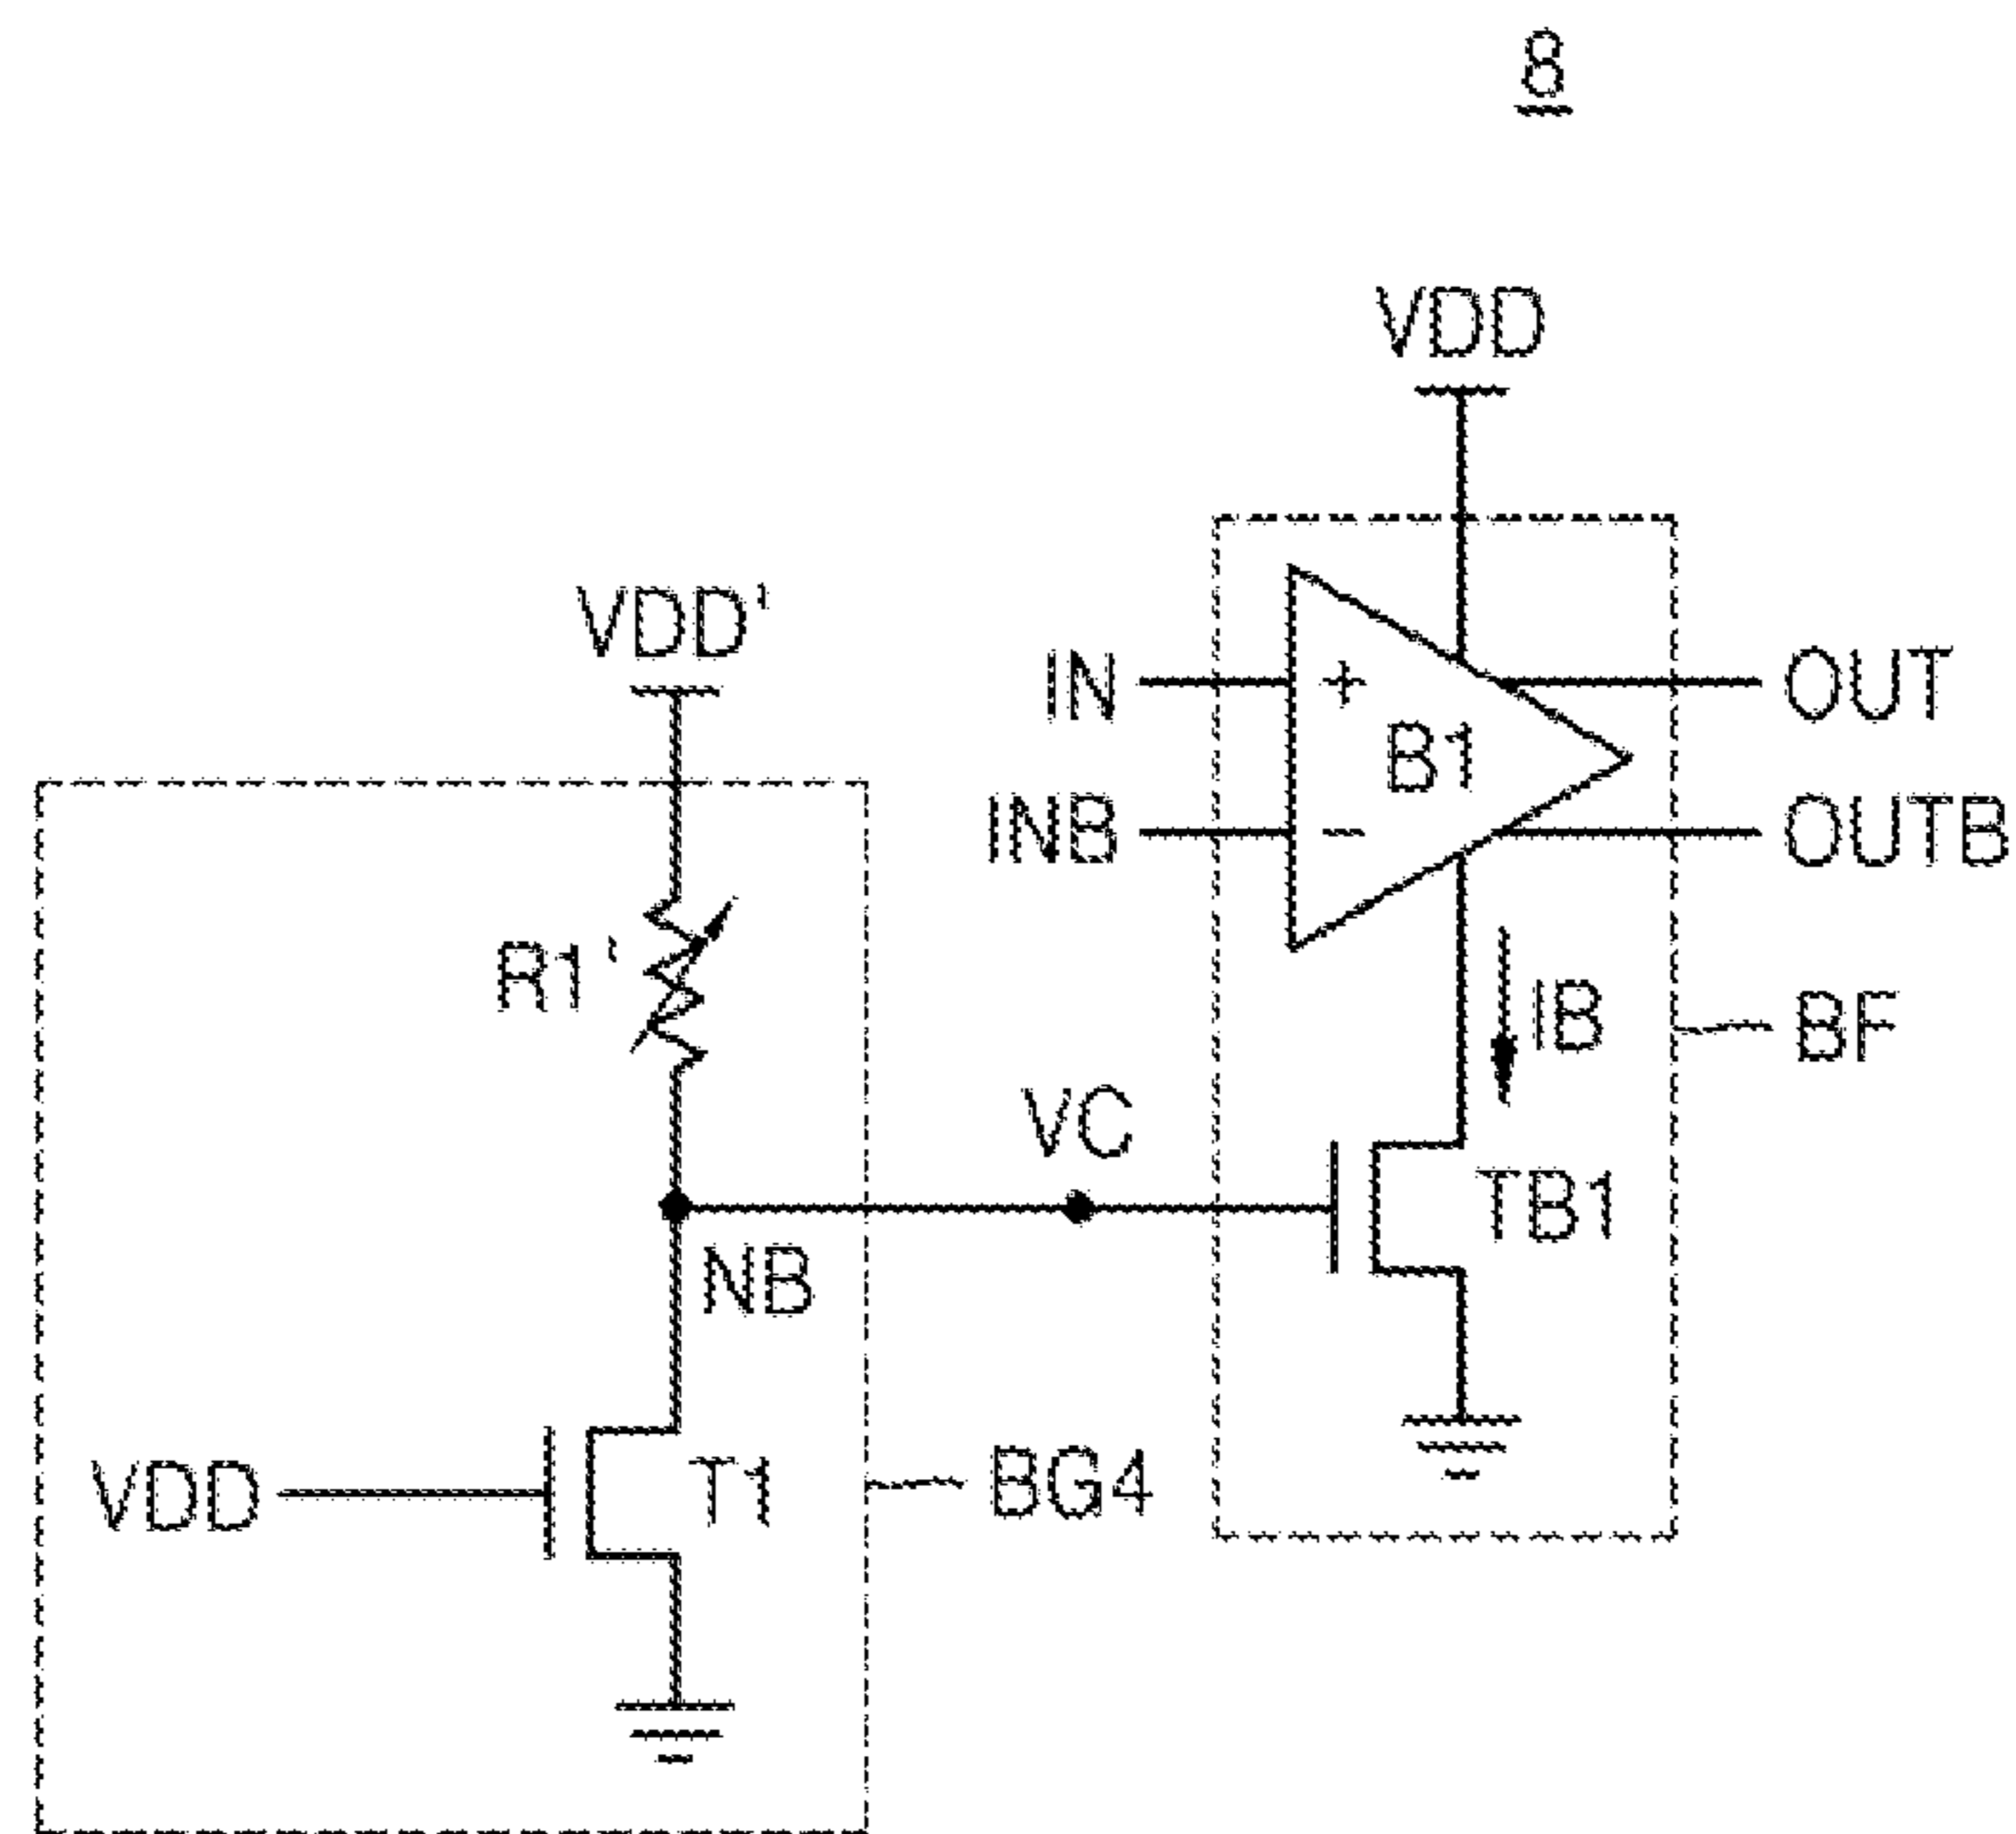 8
VDD
VDD'
IN
+
OUT
B1
INB
-
OUTB
R1'
IB
BF
VC
TB1
NB
VDD
T1
BG4